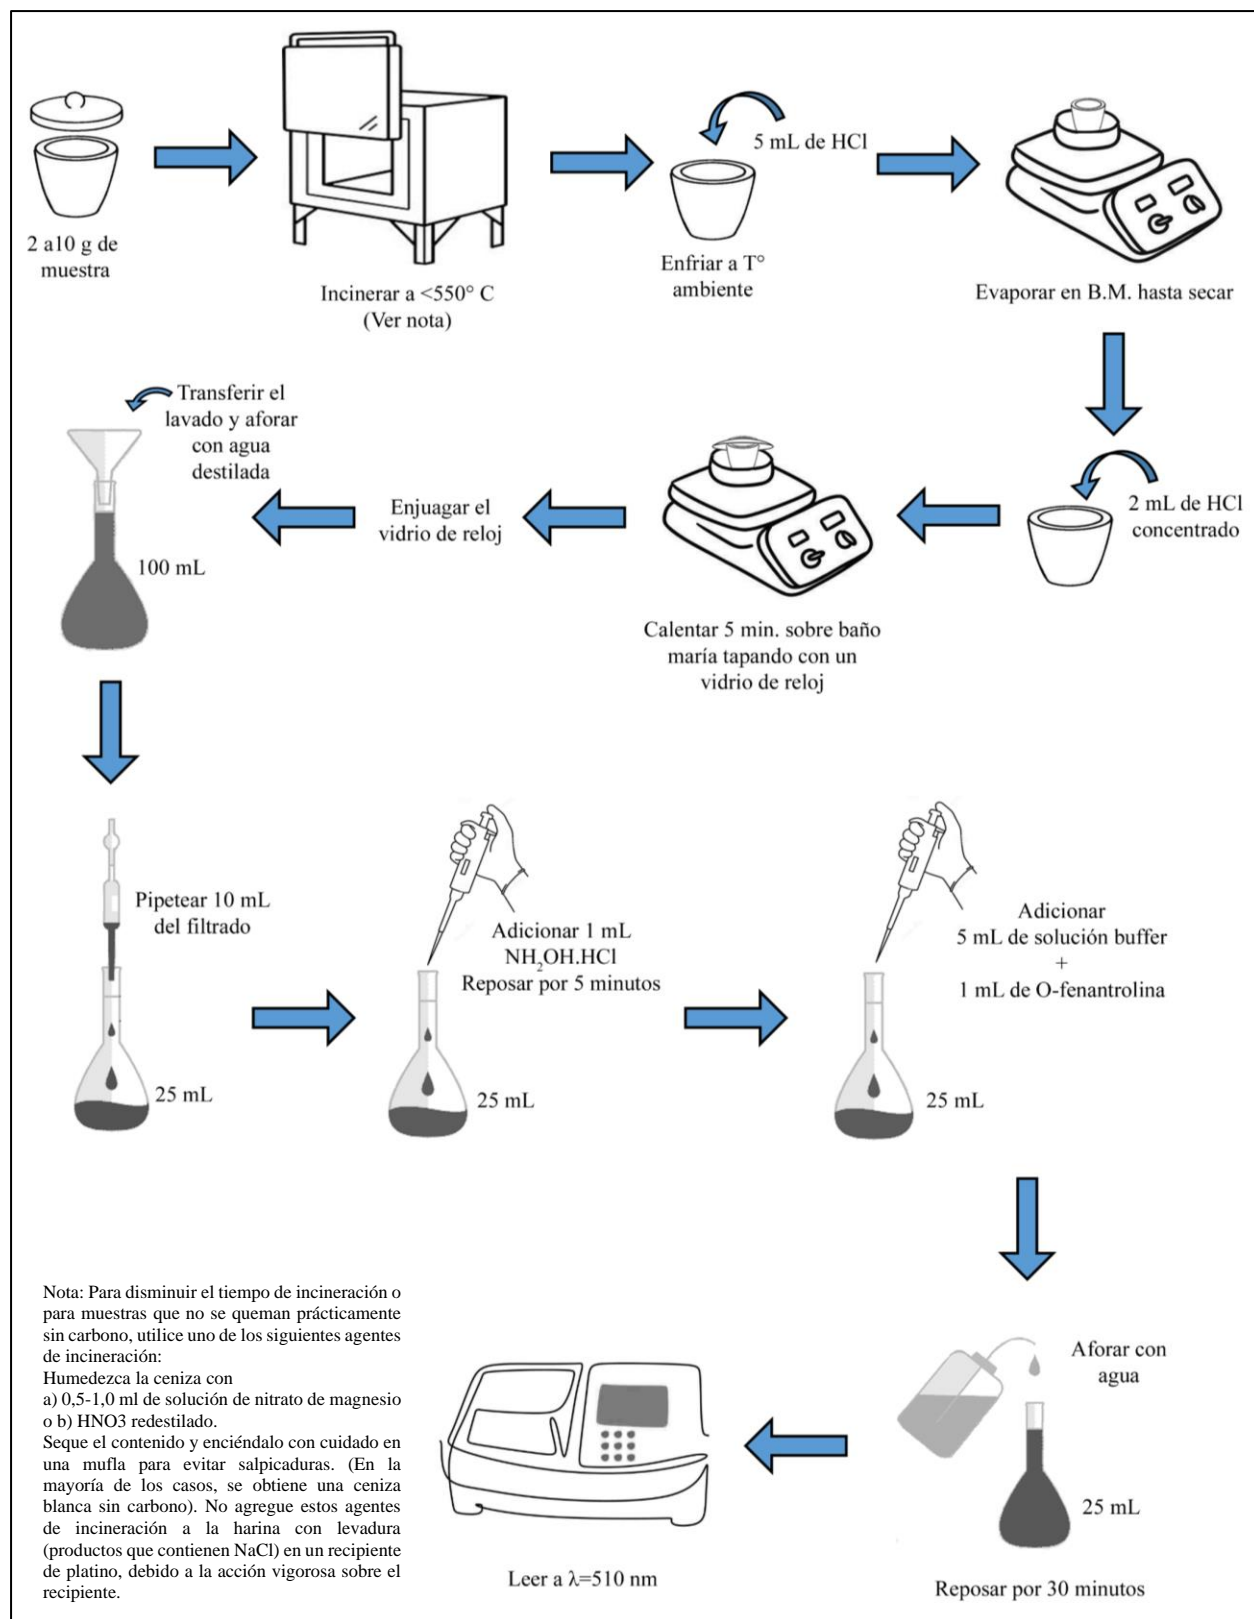 2 a10 g de
muestra
Incinerar a <550° C
(Ver nota)
5 mL de HCl
Enfriar a T°
ambiente
Evaporar en B.M. hasta secar
2 mL de HCl
concentrado
Calentar 5 min. sobre baño
maría tapando con un
vidrio de reloj
Enjuagar el
vidrio de reloj
Transferir el
lavado y aforar
con agua
destilada
100 mL
Pipetear 10 mL
del filtrado
25 mL
Adicionar 1 mL
NH₂OH.HCl
Reposar por 5 minutos
25 mL
Adicionar
5 mL de solución buffer
+
1 mL de O-fenantrolina
25 mL
Aforar con
agua
25 mL
Reposar por 30 minutos
Leer a λ=510 nm
Nota: Para disminuir el tiempo de incineración o
para muestras que no se queman prácticamente
sin carbono, utilice uno de los siguientes agentes
de incineración:
Humedezca la ceniza con
a) 0,5-1,0 ml de solución de nitrato de magnesio
o b) HNO3 redestilado.
Seque el contenido y enciéndalo con cuidado en
una mufla para evitar salpicaduras. (En la
mayoría de los casos, se obtiene una ceniza
blanca sin carbono). No agregue estos agentes
de incineración a la harina con levadura
(productos que contienen NaCl) en un recipiente
de platino, debido a la acción vigorosa sobre el
recipiente.